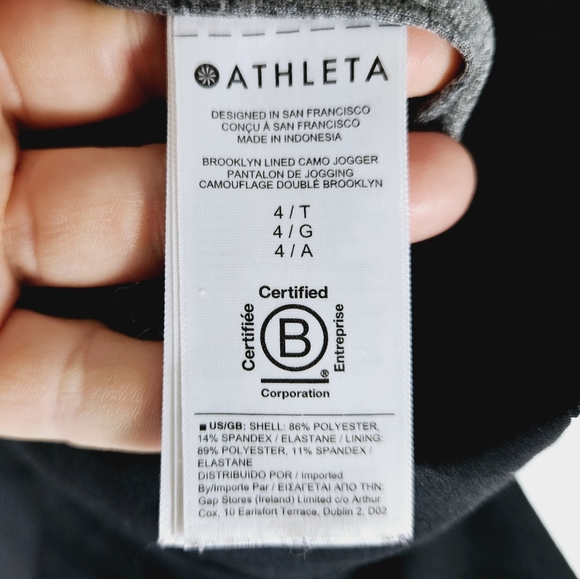 ATHLETA
DESIGNED IN SAN FRANCISCO
CONÇU À SAN FRANCISCO
MADE IN INDONESIA
BROOKLYN LINED CAMO JOGGER
PANTALON DE JOGGING
CAMOUFLAGE DOUBLÉ BROOKLYN
4 / T
4 / G
4 / A
Certified
Certifiée
B
®
Entreprise
Corporation
■ US/GB: SHELL: 86% POLYESTER,
14% SPANDEX / ELASTANE / LINING:
89% POLYESTER, 11% SPANDEX /
ELASTANE
DISTRIBUIDO POR / Imported
By/Importe Par / ΕΙΣΑΓΕΤΑΙ ΑΠΟ ΤΗΝ:
Gap Stores (Ireland) Limited c/o Arthur
Cox, 10 Earlsfort Terrace, Dublin 2, D02